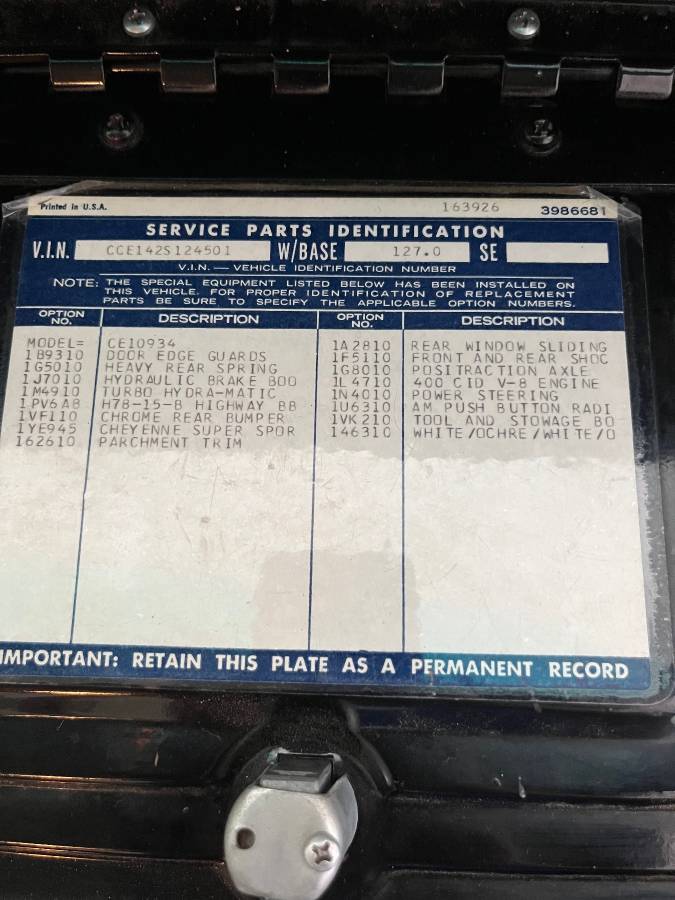 Printed in U.S.A. 163926 3986681
SERVICE PARTS IDENTIFICATION
V.I.N. CCE142S124501 W/BASE 127.0 SE
V.I.N. — VEHICLE IDENTIFICATION NUMBER
NOTE: THE SPECIAL EQUIPMENT LISTED BELOW HAS BEEN INSTALLED ON
THIS VEHICLE. FOR PROPER IDENTIFICATION OF REPLACEMENT
PARTS BE SURE TO SPECIFY THE APPLICABLE OPTION NUMBERS.
OPTION NO. DESCRIPTION OPTION NO. DESCRIPTION
MODEL= CE10934 1A2810 REAR WINDOW SLIDING
1B9310 DOOR EDGE GUARDS 1F5110 FRONT AND REAR SHOC
1G5010 HEAVY REAR SPRING 1G8010 POSITRACTION AXLE
1J7010 HYDRAULIC BRAKE BOO 1L4710 400 CID V-8 ENGINE
1M4910 TURBO HYDRA-MATIC 1N4010 POWER STEERING
1PV6AB H78-15-B HIGHWAY BB 1U6310 AM PUSH BUTTON RADI
1VF110 CHROME REAR BUMPER 1VK210 TOOL AND STOWAGE BO
1YE945 CHEYENNE SUPER SPOR 146310 WHITE/OCHRE/WHITE/O
162610 PARCHMENT TRIM
IMPORTANT: RETAIN THIS PLATE AS A PERMANENT RECORD